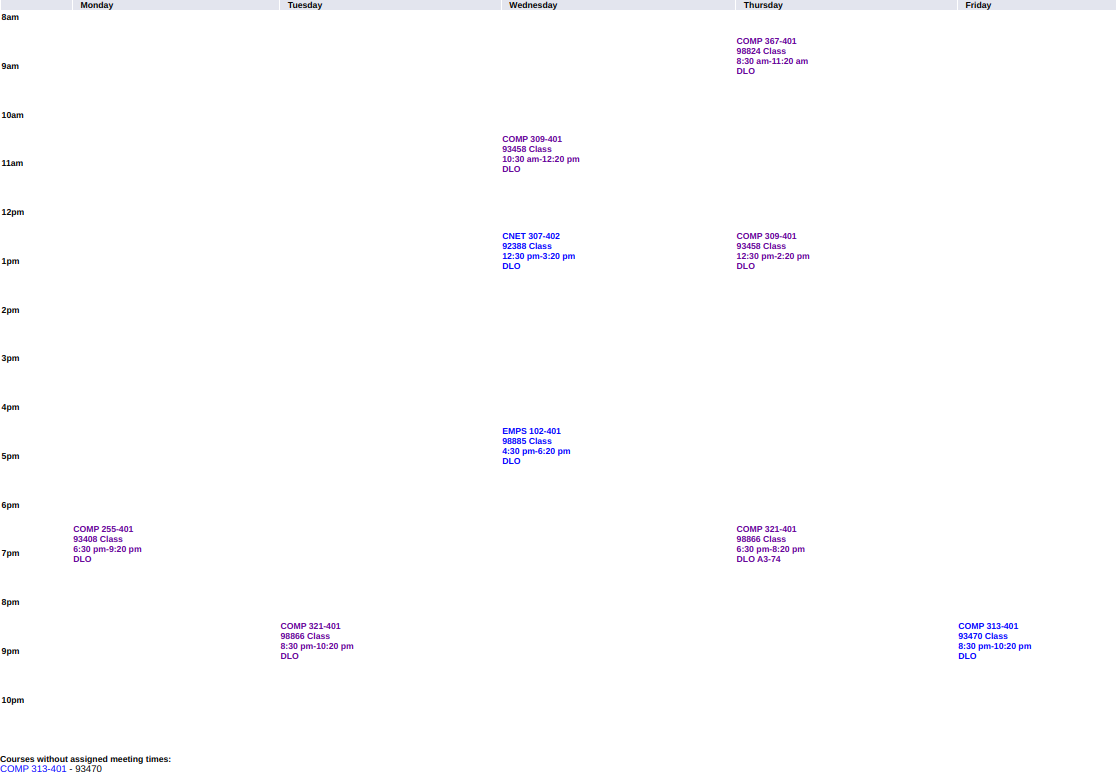 Monday Tuesday Wednesday Thursday Friday
8am
COMP 367-401
98824 Class
8:30 am-11:20 am
DLO
9am
10am
COMP 309-401
93458 Class
10:30 am-12:20 pm
DLO
11am
12pm
CNET 307-402
92388 Class
12:30 pm-3:20 pm
DLO
COMP 309-401
93458 Class
12:30 pm-2:20 pm
DLO
1pm
2pm
3pm
4pm
EMPS 102-401
98885 Class
4:30 pm-6:20 pm
DLO
5pm
6pm
COMP 255-401
93408 Class
6:30 pm-9:20 pm
DLO
COMP 321-401
98866 Class
6:30 pm-8:20 pm
DLO A3-74
7pm
8pm
COMP 321-401
98866 Class
8:30 pm-10:20 pm
DLO
COMP 313-401
93470 Class
8:30 pm-10:20 pm
DLO
9pm
10pm
Courses without assigned meeting times:
COMP 313-401 - 93470